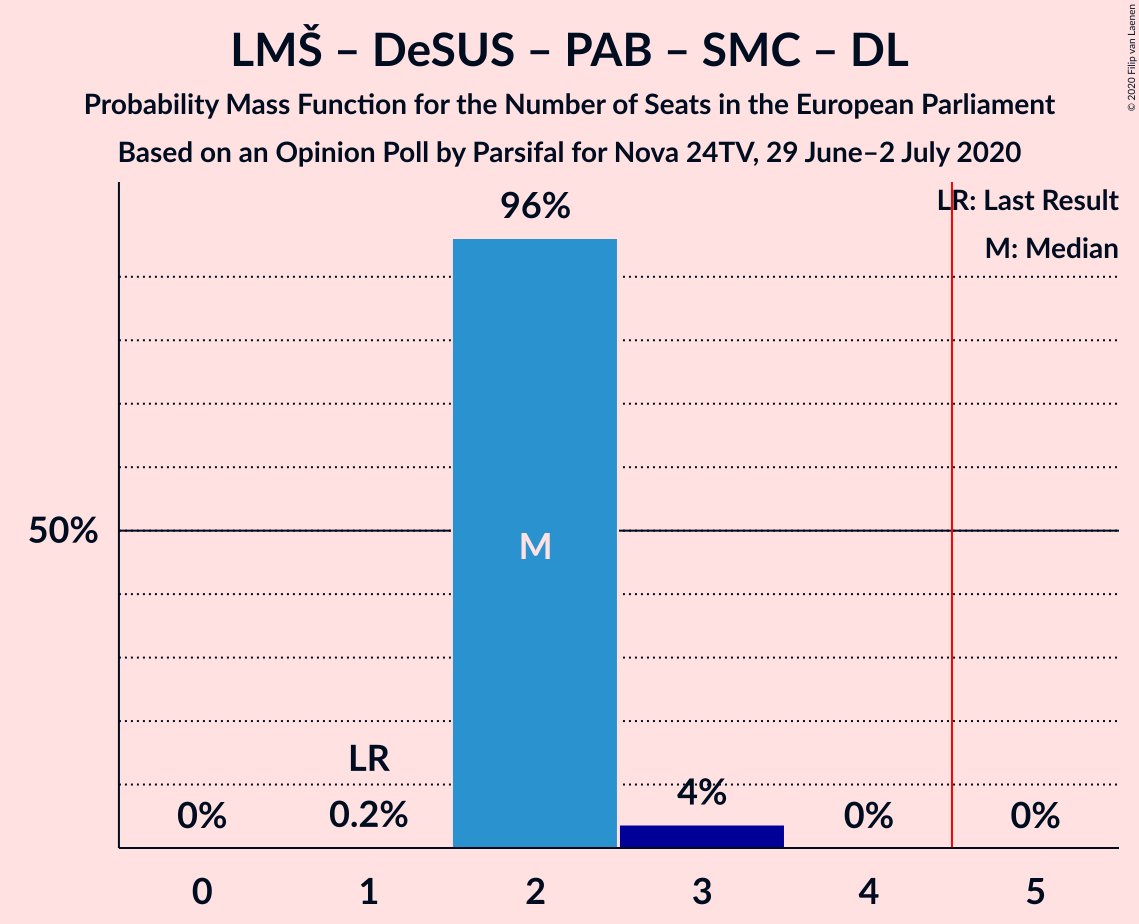 LMŠ – DeSUS – PAB – SMC – DL
Probability Mass Function for the Number of Seats in the European Parliament
Based on an Opinion Poll by Parsifal for Nova 24TV, 29 June–2 July 2020
© 2020 Filip van Laenen
LR: Last Result
M: Median
96%
50%
M
LR
0%
0.2%
4%
0%
0%
0 1 2 3 4 5